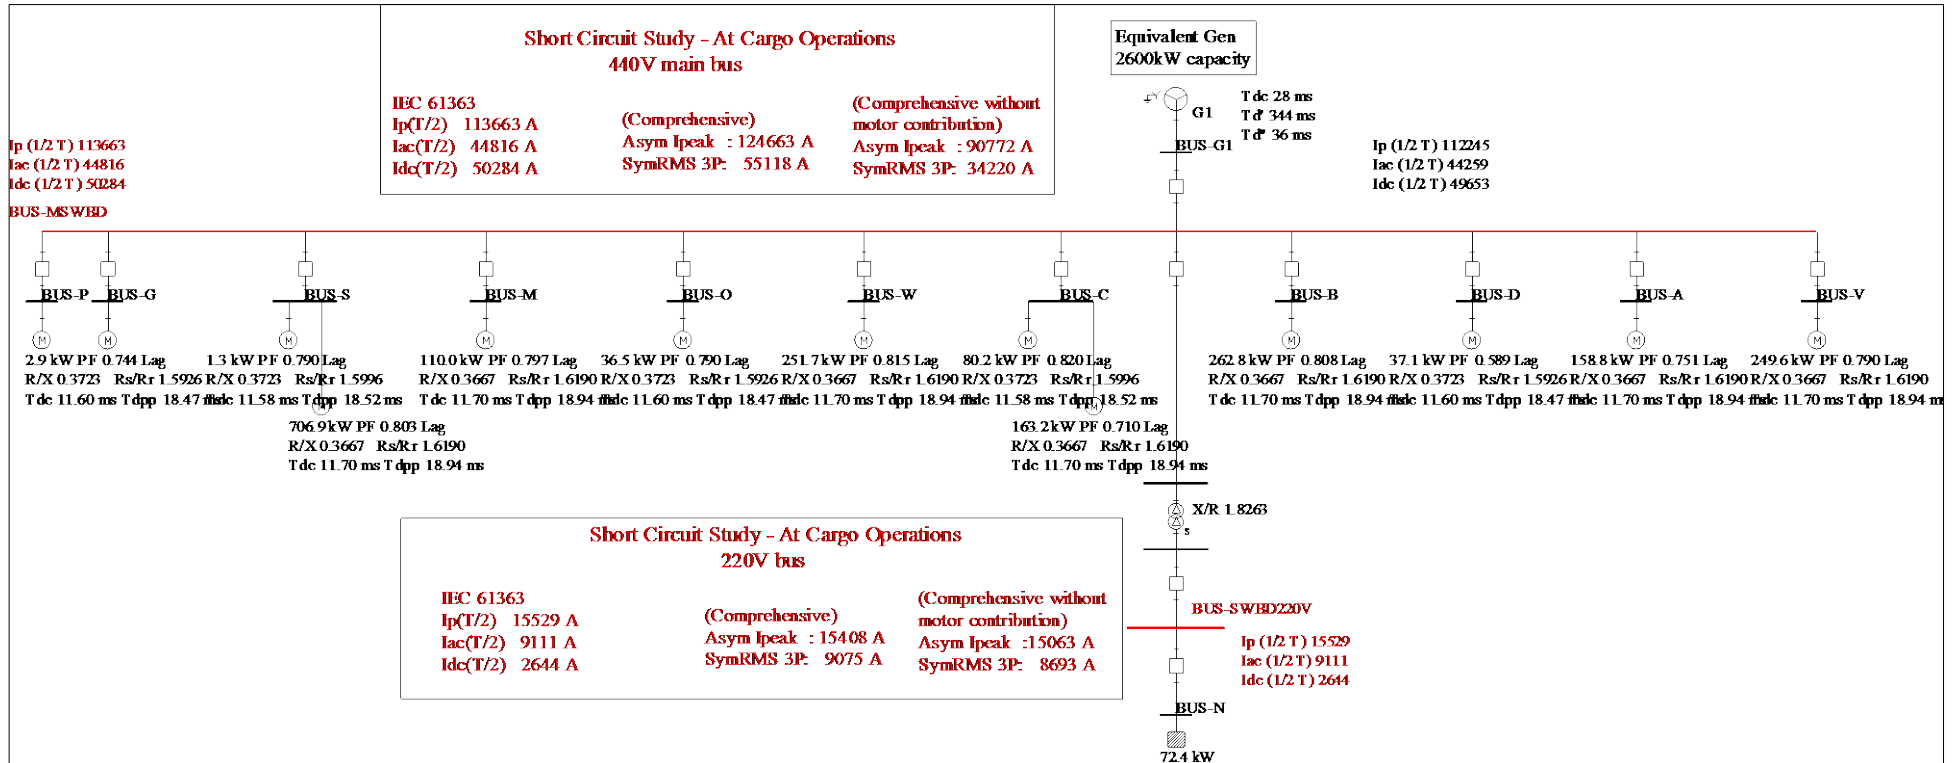 Short Circuit Study - At Cargo Operations
440V main bus
IEC 61363
Ip(T/2) 113663 A
Iac(T/2) 44816 A
Idc(T/2) 50284 A
(Comprehensive)
Asym Ipeak : 124663 A
SymRMS 3P: 55118 A
(Comprehensive without
motor contribution)
Asym Ipeak : 90772 A
SymRMS 3P: 34220 A
Equivalent Gen
2600kW capacity
G1
Tdc 28 ms
Td' 344 ms
Td" 36 ms
BUS-G1
Ip (1/2 T) 112245
Iac (1/2 T) 44259
Idc (1/2 T) 49653
Ip (1/2 T) 113663
Iac (1/2 T) 44816
Idc (1/2 T) 50284
BUS-MSWBD
BUS-P
BUS-G
BUS-S
BUS-M
BUS-O
BUS-W
BUS-C
BUS-B
BUS-D
BUS-A
BUS-V
M
M
M
M
M
M
M
M
M
M
M
2.9 kW PF 0.744 Lag
R/X 0.3723 Rs/Rr 1.5926
Tdc 11.60 ms Tdpp 18.47
1.3 kW PF 0.790 Lag
R/X 0.3723 Rs/Rr 1.5996
Tdc 11.58 ms Tdpp 18.52 ms
M
706.9 kW PF 0.803 Lag
R/X 0.3667 Rs/Rr 1.6190
Tdc 11.70 ms Tdpp 18.94 ms
110.0 kW PF 0.797 Lag
R/X 0.3667 Rs/Rr 1.6190
Tdc 11.70 ms Tdpp 18.94
36.5 kW PF 0.790 Lag
R/X 0.3723 Rs/Rr 1.5926
11.60 ms Tdpp 18.47
251.7 kW PF 0.815 Lag
R/X 0.3667 Rs/Rr 1.6190
11.70 ms Tdpp 18.94
80.2 kW PF 0.820 Lag
R/X 0.3723 Rs/Rr 1.5996
11.58 ms Tdpp 18.52 ms
M
163.2 kW PF 0.710 Lag
R/X 0.3667 Rs/Rr 1.6190
Tdc 11.70 ms Tdpp 18.94 ms
262.8 kW PF 0.808 Lag
R/X 0.3667 Rs/Rr 1.6190
Tdc 11.70 ms Tdpp 18.94
37.1 kW PF 0.589 Lag
R/X 0.3723 Rs/Rr 1.5926
11.60 ms Tdpp 18.47
158.8 kW PF 0.751 Lag
R/X 0.3667 Rs/Rr 1.6190
11.70 ms Tdpp 18.94
249.6 kW PF 0.790 Lag
R/X 0.3667 Rs/Rr 1.6190
11.70 ms Tdpp 18.94 ms
X/R 1.8263
s
Short Circuit Study - At Cargo Operations
220V bus
IEC 61363
Ip(T/2) 15529 A
Iac(T/2) 9111 A
Idc(T/2) 2644 A
(Comprehensive)
Asym Ipeak : 15408 A
SymRMS 3P: 9075 A
(Comprehensive without
motor contribution)
Asym Ipeak :15063 A
SymRMS 3P: 8693 A
BUS-SWBD220V
Ip (1/2 T) 15529
Iac (1/2 T) 9111
Idc (1/2 T) 2644
BUS-N
72.4 kW